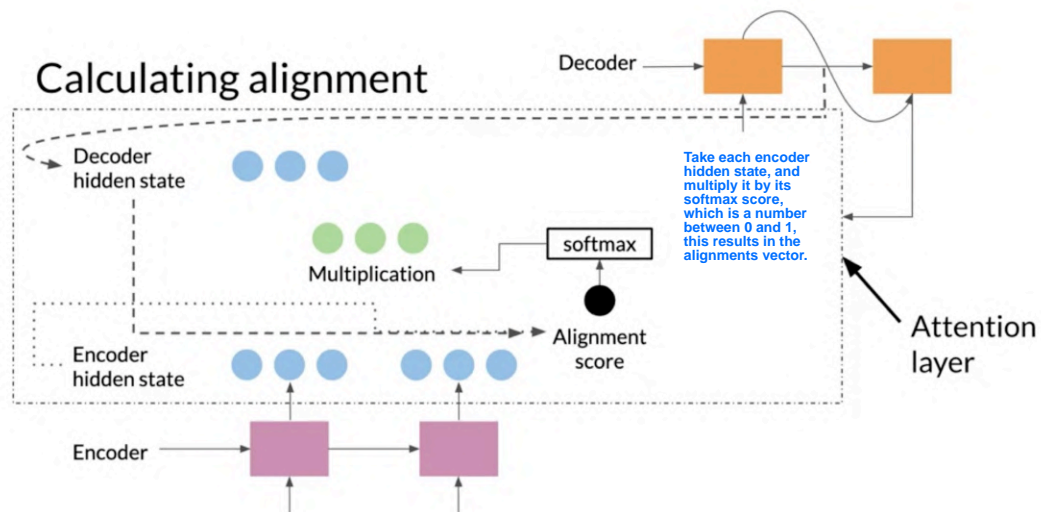 Calculating alignment
Decoder
Decoder
hidden state
Take each encoder
hidden state, and
multiply it by its
softmax score,
which is a number
between 0 and 1,
this results in the
alignments vector.
softmax
Multiplication
Alignment
score
Attention
layer
Encoder
hidden state
Encoder